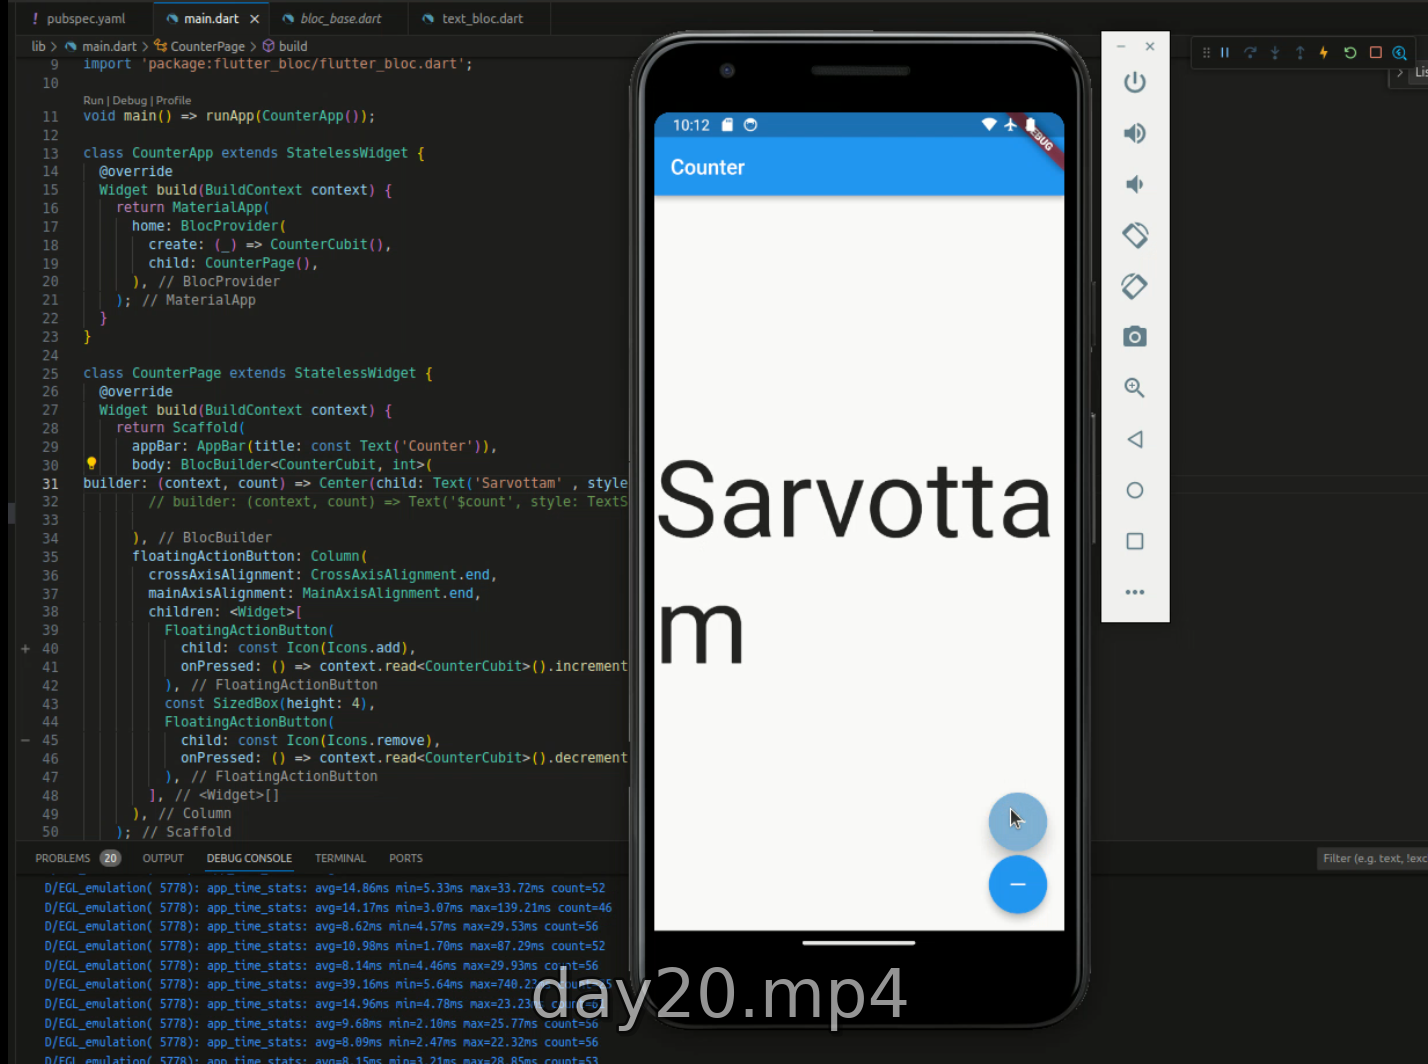 ! pubspec.yaml
main.dart
bloc_base.dart
text_bloc.dart
lib > main.dart > CounterPage > build
9 import 'package:flutter_bloc/flutter_bloc.dart';
10
Run | Debug | Profile
11 void main() => runApp(CounterApp());
12
13 class CounterApp extends StatelessWidget {
14 @override
15 Widget build(BuildContext context) {
16 return MaterialApp(
17 home: BlocProvider(
18 create: (_) => CounterCubit(),
19 child: CounterPage(),
20 ), // BlocProvider
21 ); // MaterialApp
22 }
23 }
24
25 class CounterPage extends StatelessWidget {
26 @override
27 Widget build(BuildContext context) {
28 return Scaffold(
29 appBar: AppBar(title: const Text('Counter')),
30 body: BlocBuilder<CounterCubit, int>(
31 builder: (context, count) => Center(child: Text('Sarvottam' , style
32 // builder: (context, count) => Text('$count', style: TextS
33
34 ), // BlocBuilder
35 floatingActionButton: Column(
36 crossAxisAlignment: CrossAxisAlignment.end,
37 mainAxisAlignment: MainAxisAlignment.end,
38 children: <Widget>[
39 FloatingActionButton(
40 child: const Icon(Icons.add),
41 onPressed: () => context.read<CounterCubit>().increment
42 ), // FloatingActionButton
43 const SizedBox(height: 4),
44 FloatingActionButton(
45 child: const Icon(Icons.remove),
46 onPressed: () => context.read<CounterCubit>().decrement
47 ), // FloatingActionButton
48 ], // <Widget>[]
49 ), // Column
50 ); // Scaffold
PROBLEMS 20 OUTPUT DEBUG CONSOLE TERMINAL PORTS
Filter (e.g. text, !exc
D/EGL_emulation( 5778): app_time_stats: avg=14.86ms min=5.33ms max=33.72ms count=52
D/EGL_emulation( 5778): app_time_stats: avg=14.17ms min=3.07ms max=139.21ms count=46
D/EGL_emulation( 5778): app_time_stats: avg=8.62ms min=4.57ms max=29.53ms count=56
D/EGL_emulation( 5778): app_time_stats: avg=10.98ms min=1.70ms max=87.29ms count=52
D/EGL_emulation( 5778): app_time_stats: avg=8.14ms min=4.46ms max=29.93ms count=56
D/EGL_emulation( 5778): app_time_stats: avg=39.16ms min=5.64ms
D/EGL_emulation( 5778): app_time_stats: avg=14.96ms min=4.78ms max=23.23ms
D/EGL_emulation( 5778): app_time_stats: avg=9.68ms min=2.10ms max=25.77ms count=56
D/EGL_emulation( 5778): app_time_stats: avg=8.09ms min=2.47ms max=22.32ms count=56
D/EGL_emulation( 5778): app_time_stats: avg=8.15ms min=3.21ms max=28.85ms count=53
10:12
DEBUG
Counter
Sarvotta
m
Lis
day20.mp4